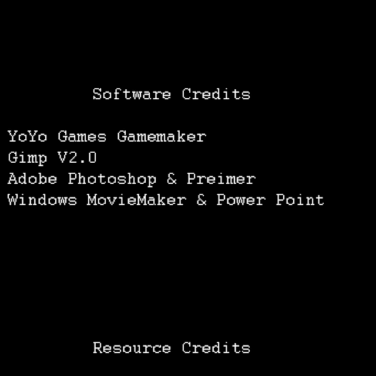 Software Credits
YoYo Games Gamemaker
Gimp V2.0
Adobe Photoshop & Preimer
Windows MovieMaker & Power Point
Resource Credits